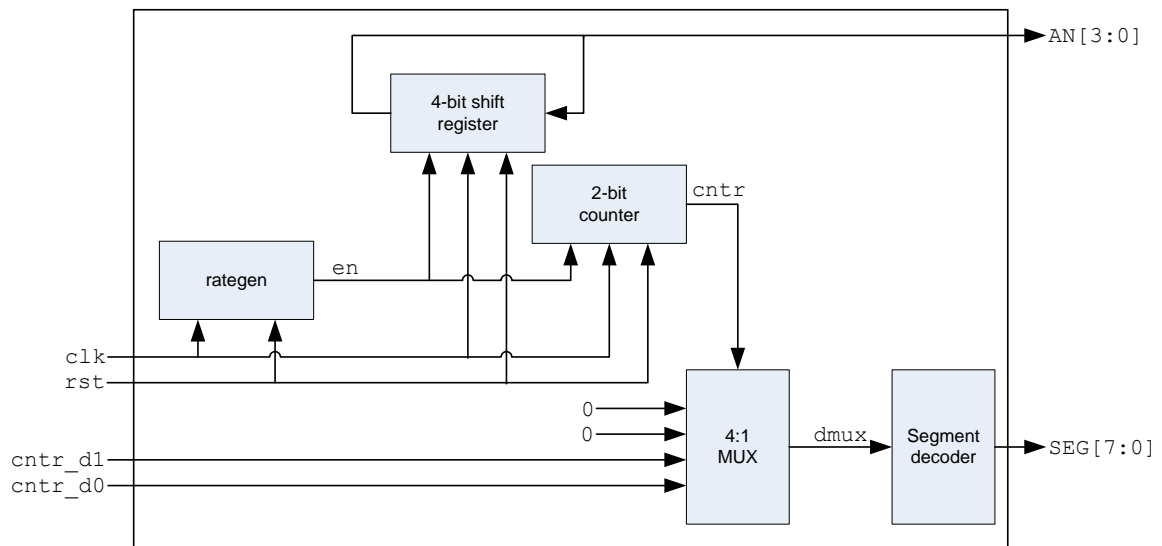 AN[3:0]
4-bit shift
register
2-bit
counter
cntr
rategen
en
clk
rst
0
0
4:1
MUX
dmux
Segment
decoder
SEG[7:0]
cntr_d1
cntr_d0